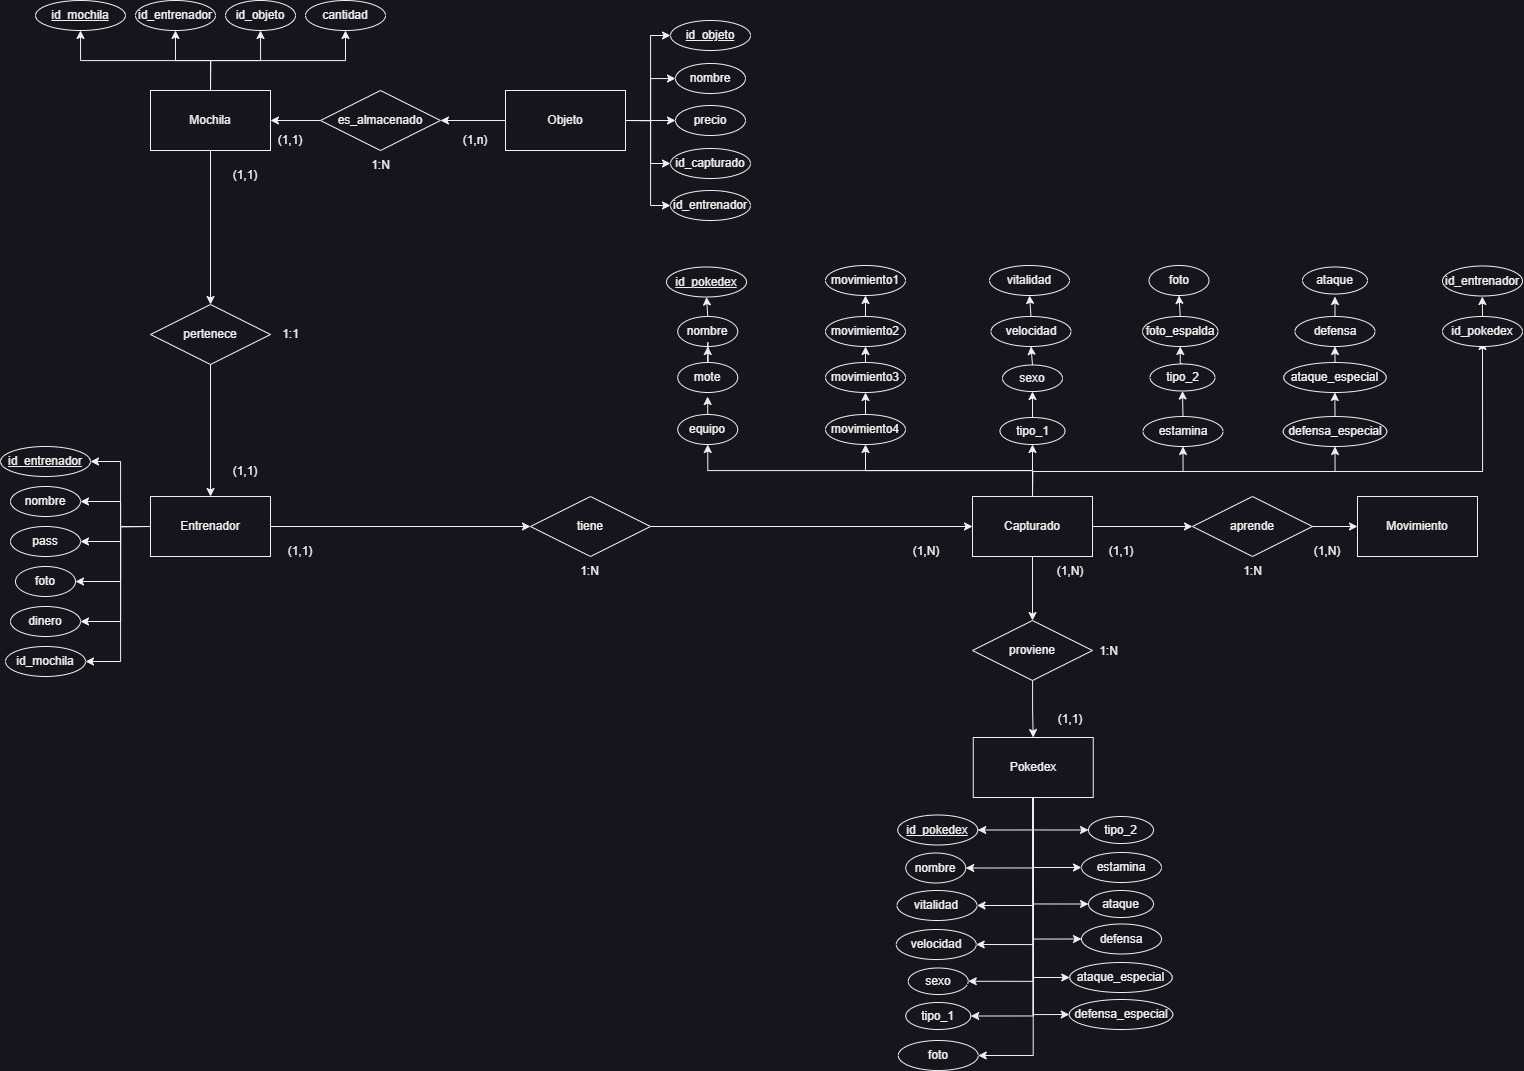 id_mochila id_entrenador id_objeto cantidad
id_objeto
nombre
Mochila es_almacenado Objeto precio
(1,1) (1,n)
1:N id_capturado
(1,1)
id_entrenador
id_pokedex movimiento1 vitalidad foto ataque id_entrenador
pertenece 1:1 nombre movimiento2 velocidad foto_espalda defensa id_pokedex
mote movimiento3 sexo tipo_2 ataque_especial
equipo movimiento4 tipo_1 estamina defensa_especial
id_entrenador (1,1)
nombre
Entrenador tiene Capturado aprende Movimiento
pass (1,1) (1,N) (1,1) (1,N)
1:N (1,N) 1:N
foto
dinero
proviene 1:N
id_mochila
(1,1)
Pokedex
id_pokedex tipo_2
nombre estamina
vitalidad ataque
velocidad defensa
sexo ataque_especial
tipo_1 defensa_especial
foto